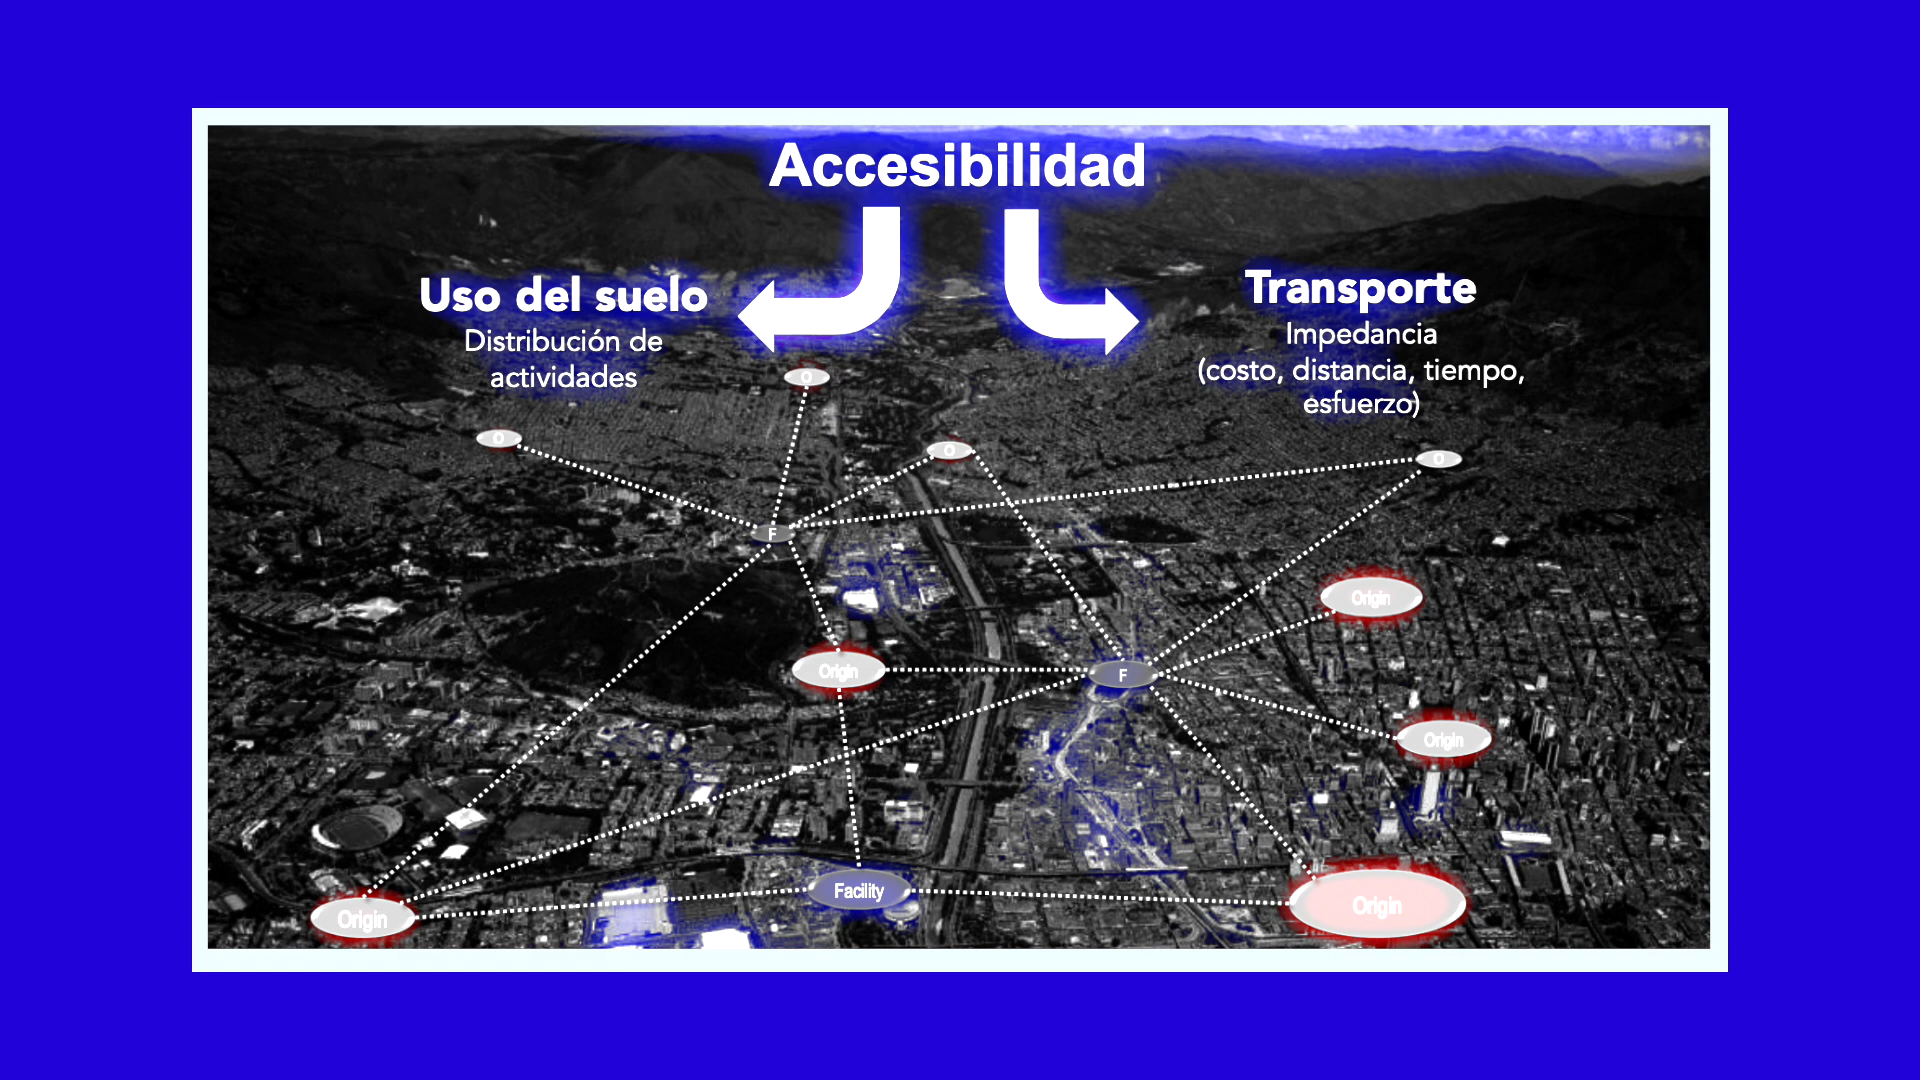 Accesibilidad
Uso del suelo
Distribución de
actividades
Transporte
Impedancia
(costo, distancia, tiempo,
esfuerzo)
O
O
O
O
F
Origin
Origin
F
Origin
Facility
Origin
Origin